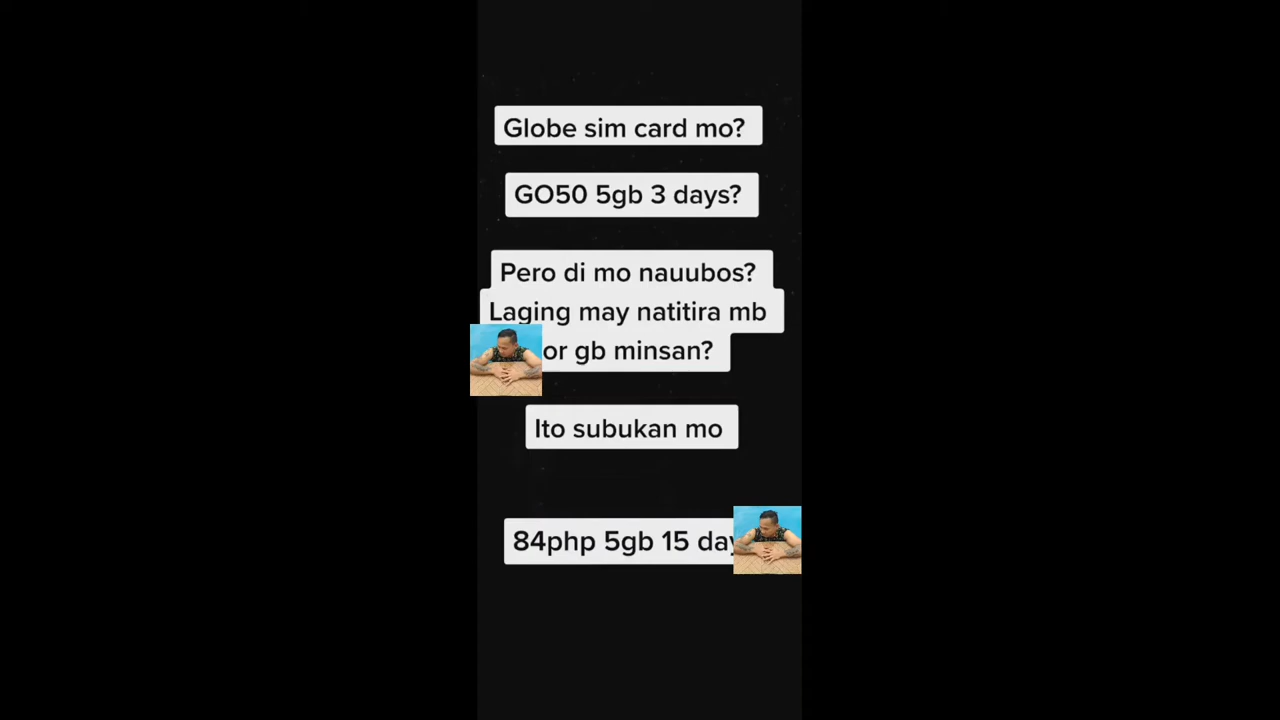 Globe sim card mo?
GO50 5gb 3 days?
Pero di mo nauubos?
Laging may natitira mb
or gb minsan?
Ito subukan mo
84php 5gb 15